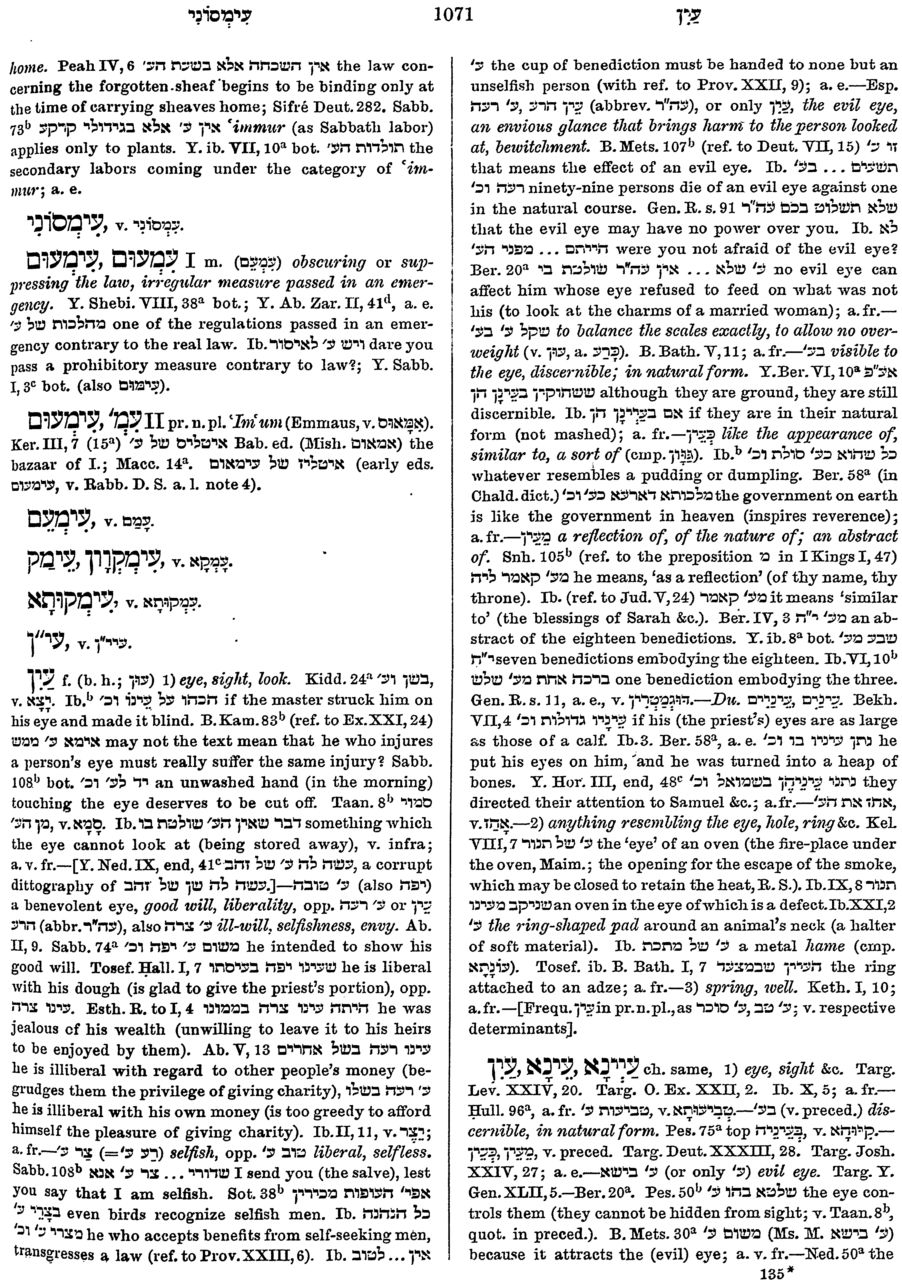 עִימְסוֹנִי
1071
עַיִן
home. Peah IV, 6 אין השכחה אלא בשעת הע' the law con-
cerning the forgotten sheaf begins to be binding only at
the time of carrying sheaves home; Sifré Deut. 282. Sabb.
73b אין ע' אלא בגידולי קרקע ʿimmur (as Sabbath labor)
applies only to plants. Y. ib. VII, 10a bot. תולדות הע' the
secondary labors coming under the category of ʿim-
mur; a. e.
עִימְסוֹנִי, v. עִמְסוֹנִי.
עִמְעוּם, עִימְעוּם I m. (עִמְעֵם) obscuring or sup-
pressing the law, irregular measure passed in an emer-
gency. Y. Shebi. VIII, 38a bot.; Y. Ab. Zar. II, 41d, a. e.
מהלכות של ע' one of the regulations passed in an emer-
gency contrary to the real law. Ib. ויש ע' לאיסור dare you
pass a prohibitory measure contrary to law?; Y. Sabb.
I, 3c bot. (also עִימּוּם).
עִמְ', עִימְעוּם II pr. n. pl. ʿImʿum (Emmaus, v. אֶמָּאוֹס).
Ker. III, 7 (15a) איטליס של ע' Bab. ed. (Mish. אמאום) the
bazaar of I.; Macc. 14a. איטליז של עימאום (early eds.
עימעום, v. Rabb. D. S. a. l. note 4).
עִימְעֵם, v. עָמַם.
עִימְקְוָון, עֵימַק, v. עָמְקָא.
עִימְקוּתָא, v. עִמְקוּתָא.
עי"ן, v. עיי"ן.
עַיִן f. (b. h.; עון) 1) eye, sight, look. Kidd. 24a בשן וע',
v. יָצָא. Ib.b הכהו על עינו וכ' if the master struck him on
his eye and made it blind. B. Kam. 83b (ref. to Ex. XXI, 24)
אימא ע' ממש may not the text mean that he who injures
a person's eye must really suffer the same injury? Sabb.
108b bot. יד לע' וכ' an unwashed hand (in the morning)
touching the eye deserves to be cut off. Taan. 8b סמוי
מן הע', v. סְמָא. Ib. דבר שאין הע' שולטת בו something which
the eye cannot look at (being stored away), v. infra;
a. v. fr.—[Y. Ned. IX, end, 41c עשה לה ע' של זהב, a corrupt
dittography of עשה לה שן של זהב.]—ע' טובה (also יפה)
a benevolent eye, good will, liberality, opp. ע' רעה or עין
הרע (abbr. עה"ר), also ע' צרה ill-will, selfishness, envy. Ab.
II, 9. Sabb. 74a משום ע' יפה וכ' he intended to show his
good will. Tosef. Ḥall. I, 7 שעינו יפה בעיסתו he is liberal
with his dough (is glad to give the priest's portion), opp.
עינו צרה. Esth. R. to I, 4 היתה עינו צרה בממונו he was
jealous of his wealth (unwilling to leave it to his heirs
to be enjoyed by them). Ab. V, 13 עינו רעה בשל אחרים
he is illiberal with regard to other people's money (be-
grudges them the privilege of giving charity), ע' רעה בשלו
he is illiberal with his own money (is too greedy to afford
himself the pleasure of giving charity). Ib. II, 11, v. יֵצֶר;
a. fr.—צר ע' (=רַע ע') selfish, opp. טוב ע' liberal, selfless.
Sabb. 108b שדורי... צר ע' אנא I send you (the salve), lest
you say that I am selfish. Sot. 38b אפי' העופות מכירין
בצרי ע' even birds recognize selfish men. Ib. כל הנהנה
מצרי ע' וכ' he who accepts benefits from self-seeking men,
transgresses a law (ref. to Prov. XXIII, 6). Ib. אין... לטוב
ע' the cup of benediction must be handed to none but an
unselfish person (with ref. to Prov. XXII, 9); a. e.—Esp.
עין הרע, ע' רעה (abbrev. עה"ר), or only עַיִן, the evil eye,
an envious glance that brings harm to the person looked
at, bewitchment. B. Mets. 107b (ref. to Deut. VII, 15) זו ע'
that means the effect of an evil eye. Ib. תשעים... בע'
רעה וכ' ninety-nine persons die of an evil eye against one
in the natural course. Gen. R. s. 91 שלא תשלוט בכם עה"ר
that the evil eye may have no power over you. Ib. לא
הייתם... מפני הע' were you not afraid of the evil eye?
Ber. 20a ע' שלא... אין עה"ר שולטת בי no evil eye can
affect him whose eye refused to feed on what was not
his (to look at the charms of a married woman); a. fr.—
שקל ע' בע' to balance the scales exactly, to allow no over-
weight (v. עון, a. כָּרַע). B. Bath. V, 11; a. fr.—בע' visible to
the eye, discernible; in natural form. Y. Ber. VI, 10a אע"פ
ששחוקין בעינן הן although they are ground, they are still
discernible. Ib. אם בעיינן הן if they are in their natural
form (not mashed); a. fr.—כְּעֵין like the appearance of,
similar to, a sort of (cmp. גַּוָּון). Ib.b כל שהוא כע' סולת וכ'
whatever resembles a pudding or dumpling. Ber. 58a (in
Chald. dict.) מלכותא דארעא כע' וכ' the government on earth
is like the government in heaven (inspires reverence);
a. fr.—מֵעֵין a reflection of, of the nature of; an abstract
of. Snh. 105b (ref. to the preposition מ in I Kings I, 47)
מע' קאמר ליה he means, 'as a reflection' (of thy name, thy
throne). Ib. (ref. to Jud. V, 24) מע' קאמר it means 'similar
to' (the blessings of Sarah &c.). Ber. IV, 3 מע' י"ח an ab-
stract of the eighteen benedictions. Y. ib. 8a bot. שבע מע'
י"ח seven benedictions embodying the eighteen. Ib. VI, 10b
ברכה אחת מע' שלש one benediction embodying the three.
Gen. R. s. 11, a. e., v. דּוּגְמַטְרִין.—Du. עֵינַיִם, עֵינָיִים. Bekh.
VII, 4 עיניו גדולות וכ' if his (the priest's) eyes are as large
as those of a calf. Ib. 3. Ber. 58a, a. e. נתן עיניו בו וכ' he
put his eyes on him, and he was turned into a heap of
bones. Y. Hor. III, end, 48c נתנו עיניהן בשמואל וכ' they
directed their attention to Samuel &c.; a. fr.—אחז את הע',
v. אָחַז.—2) anything resembling the eye, hole, ring &c. Kel.
VIII, 7 ע' של תנור the 'eye' of an oven (the fire-place under
the oven, Maim.; the opening for the escape of the smoke,
which may be closed to retain the heat, R. S.). Ib. IX, 8 תנור
שניקב מעינו an oven in the eye of which is a defect. Ib. XXI, 2
ע' the ring-shaped pad around an animal's neck (a halter
of soft material). Ib. ע' של מתכת a metal hame (cmp.
עוֹנָתָא). Tosef. ib. B. Bath. I, 7 העיין שבמצעד the ring
attached to an adze; a. fr.—3) spring, well. Keth. I, 10;
a. fr.—[Frequ. עין in pr. n. pl., as ע' טב, ע' סוכר; v. respective
determinants].
עַיִינָא, עֵינָא, עֵין ch. same, 1) eye, sight &c. Targ.
Lev. XXIV, 20. Targ. O. Ex. XXII, 2. Ib. X, 5; a. fr.—
Ḥull. 96a, a. fr. טביעות ע', v. טְבִיעוּתָא.—בע' (v. preced.) dis-
cernible, in natural form. Pes. 75a top בְּעֵינֵיהּ, v. קִיוּהָא.—
כְּעֵין, מֵעֵין, v. preced. Targ. Deut. XXXIII, 28. Targ. Josh.
XXIV, 27; a. e.—ע' בישא (or only ע') evil eye. Targ. Y.
Gen. XLII, 5.—Ber. 20a. Pes. 50b שלטא בהו ע' the eye con-
trols them (they cannot be hidden from sight; v. Taan. 8b,
quot. in preced.). B. Mets. 30a משום ע' (Ms. M. ע' בישא)
because it attracts the (evil) eye; a. v. fr.—Ned. 50a the
135*